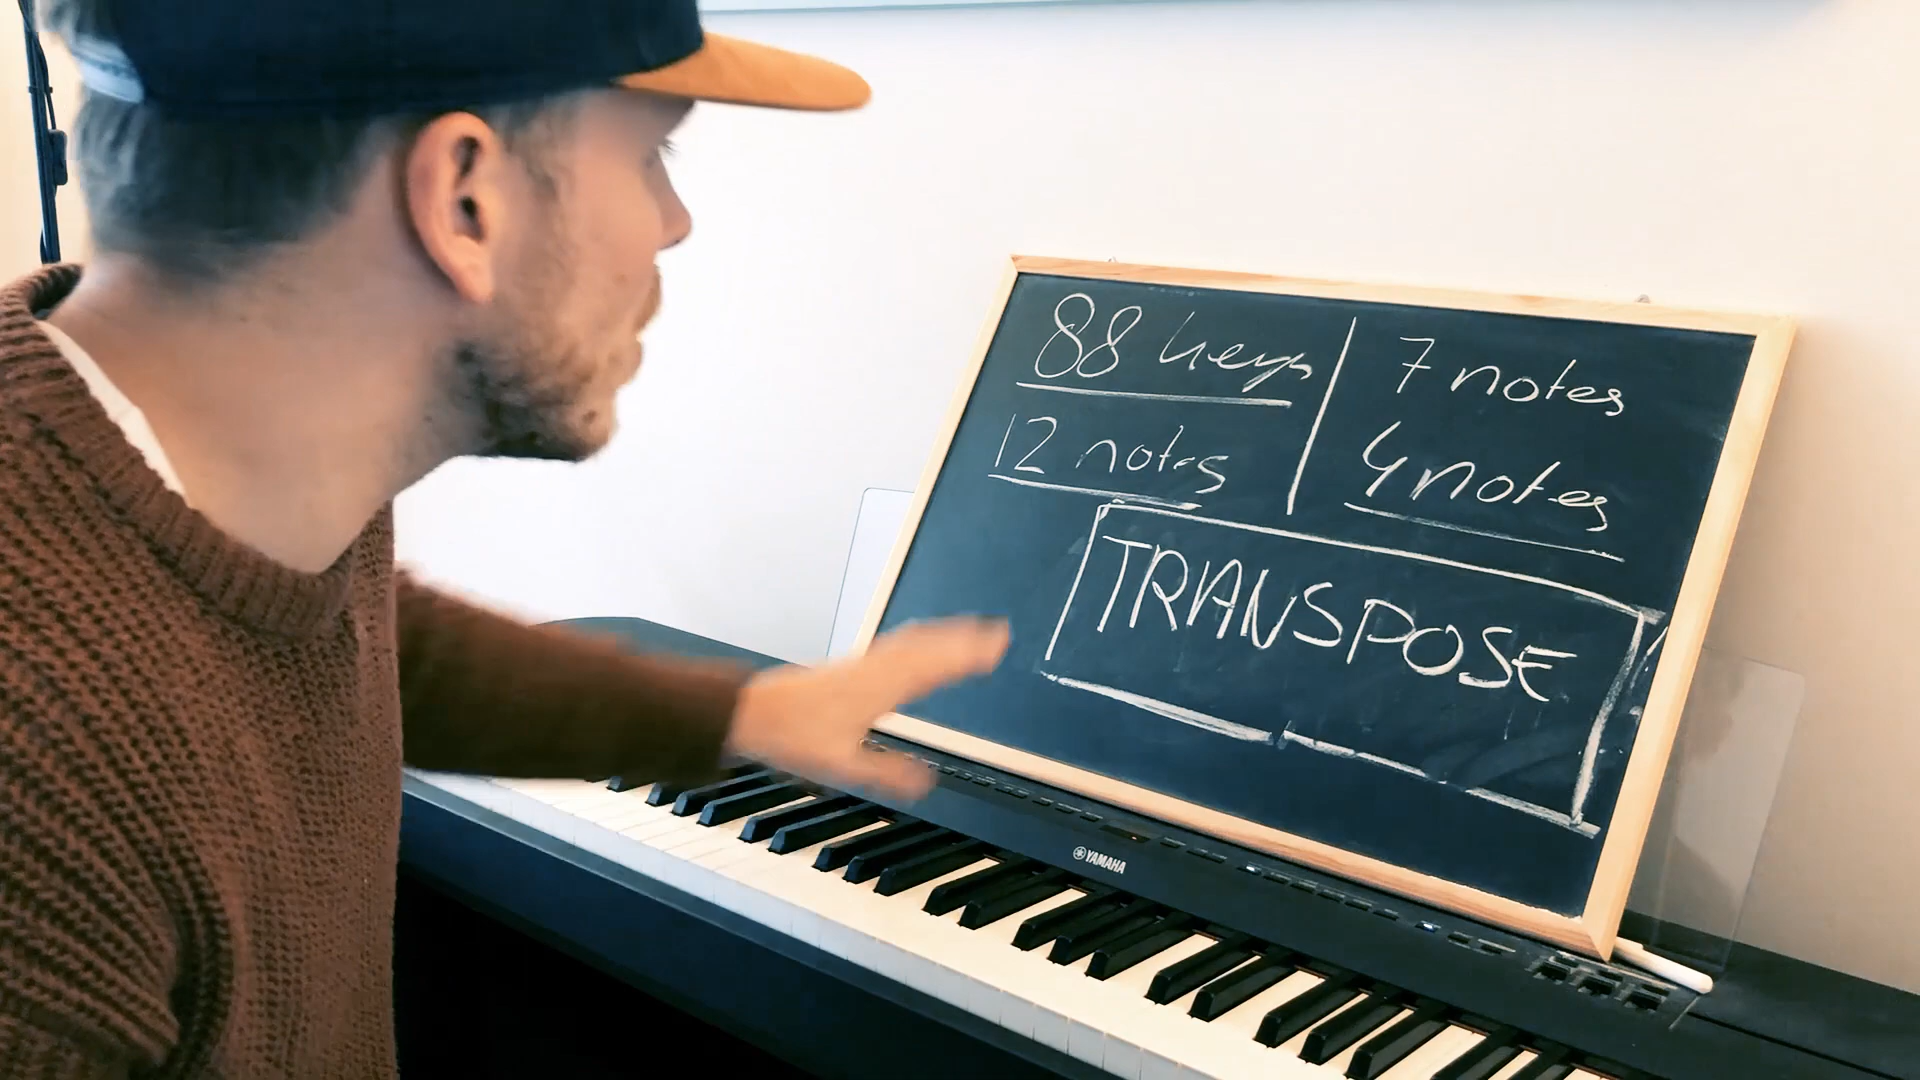 88 keys
12 notes
7 notes
4 notes
TRANSPOSE
YAMAHA